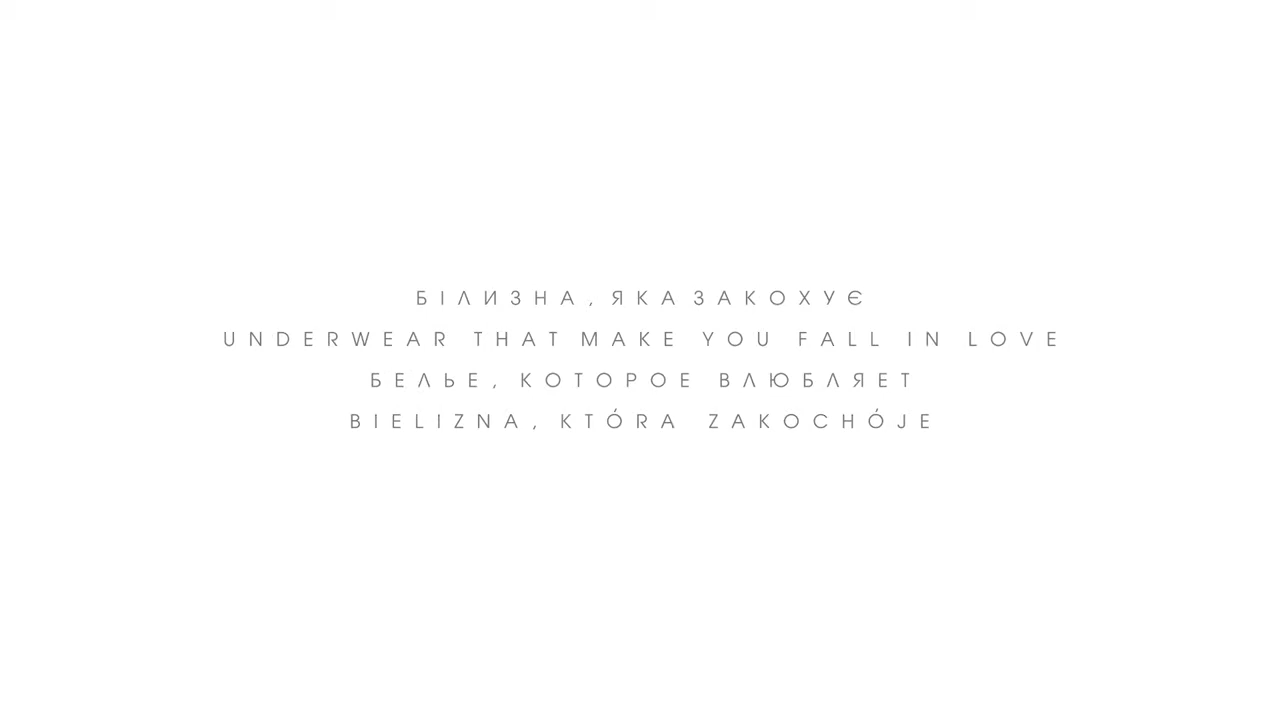 БІЛИЗНА, ЯКА ЗАКОХУЄ
UNDERWEAR THAT MAKE YOU FALL IN LOVE
БЕЛЬЕ, КОТОРОЕ ВЛЮБЛЯЕТ
BIELIZNA, KTÓRA ZAKOCHÓJE